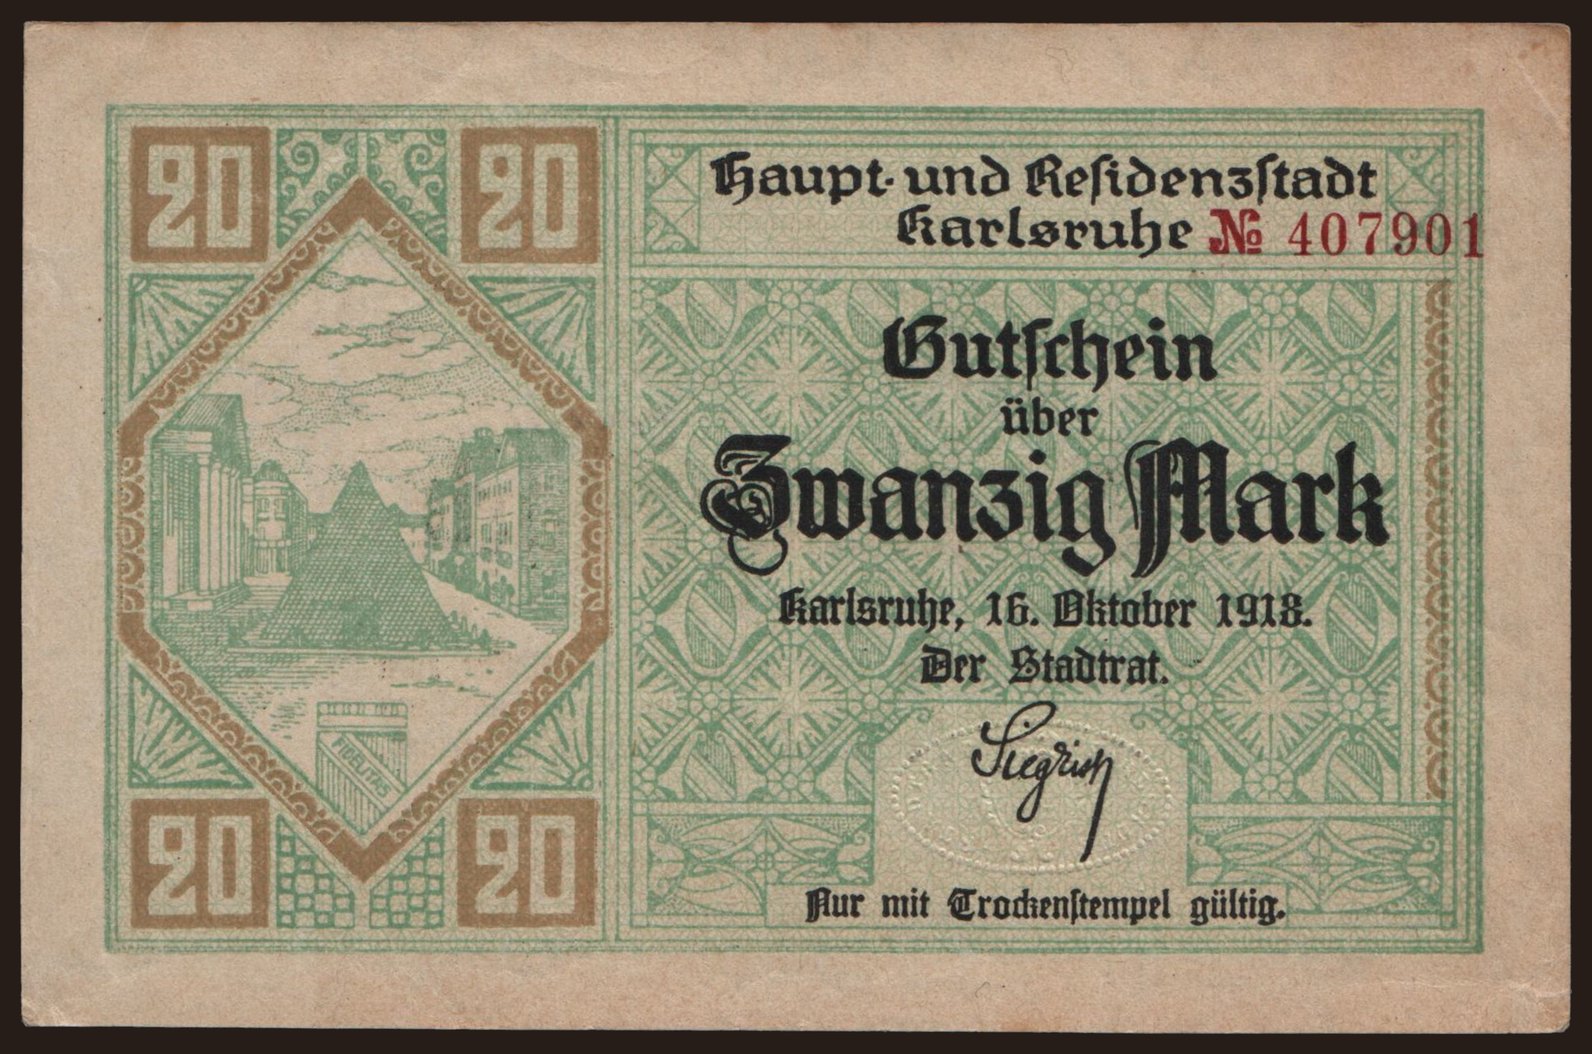 20 20
Haupt- und Reſidenzſtadt
Karlsruhe № 407901
Gutſchein
über
Zwanzig Mark
Karlsruhe, 16. Oktober 1918.
Der Stadtrat.
Siegrist
FIDELITAS
20 20
Nur mit Trockenſtempel gültig.